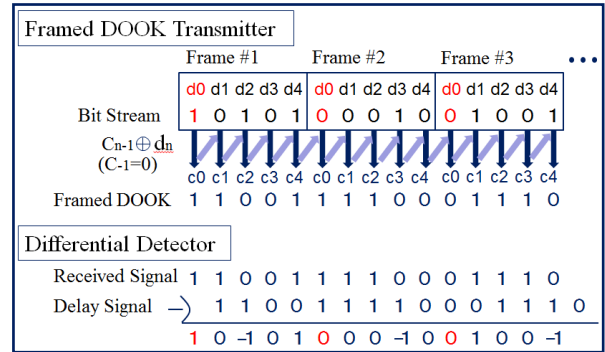 Framed DOOK Transmitter
Frame #1 Frame #2 Frame #3 •••
d0 d1 d2 d3 d4 d0 d1 d2 d3 d4 d0 d1 d2 d3 d4
Bit Stream 1 0 1 0 1 0 0 0 1 0 0 1 0 0 1
Cn-1⊕dn
(C-1=0)
c0 c1 c2 c3 c4 c0 c1 c2 c3 c4 c0 c1 c2 c3 c4
Framed DOOK 1 1 0 0 1 1 1 1 0 0 0 1 1 1 0
Differential Detector
Received Signal 1 1 0 0 1 1 1 1 0 0 0 1 1 1 0
Delay Signal –) 1 1 0 0 1 1 1 1 0 0 0 1 1 1 0
1 0 –1 0 1 0 0 0 –1 0 0 1 0 0 –1